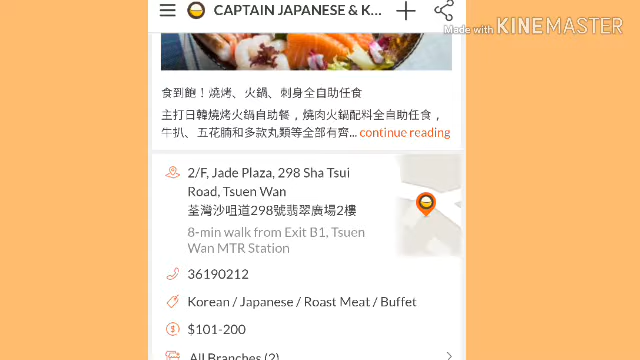 CAPTAIN JAPANESE & K...
Made with KINEMASTER
食到飽！燒烤、火鍋、刺身全自助任食
主打日韓燒烤火鍋自助餐，燒肉火鍋配料全自助任食，
牛扒、五花腩和多款丸類等全部有齊... continue reading
2/F, Jade Plaza, 298 Sha Tsui
Road, Tsuen Wan
荃灣沙咀道298號翡翠廣場2樓
8-min walk from Exit B1, Tsuen
Wan MTR Station
36190212
Korean / Japanese / Roast Meat / Buffet
$101-200
All Branches (2)